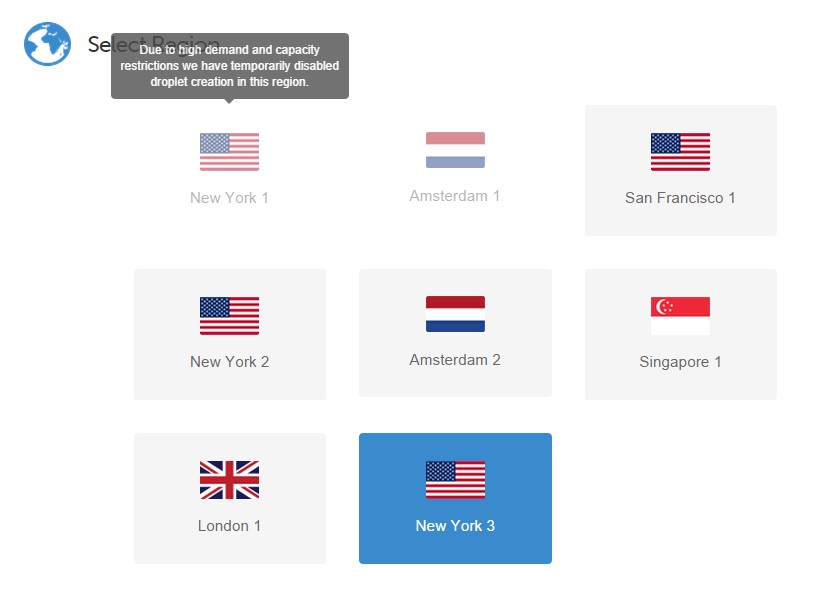 Select Region
Due to high demand and capacity
restrictions we have temporarily disabled
droplet creation in this region.
New York 1
Amsterdam 1
San Francisco 1
New York 2
Amsterdam 2
Singapore 1
London 1
New York 3